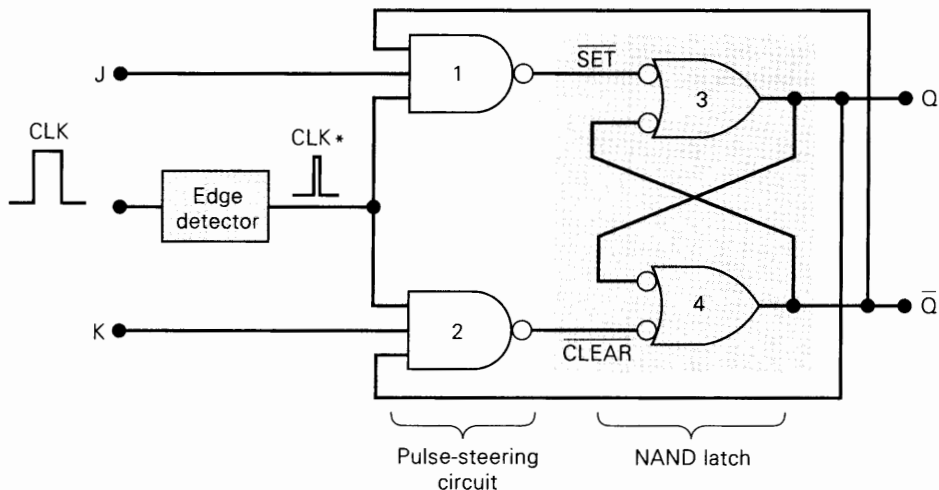 J
CLK
CLK*
Edge
detector
K
1
2
SET
CLEAR
3
4
Q
Q
Pulse-steering
circuit
NAND latch